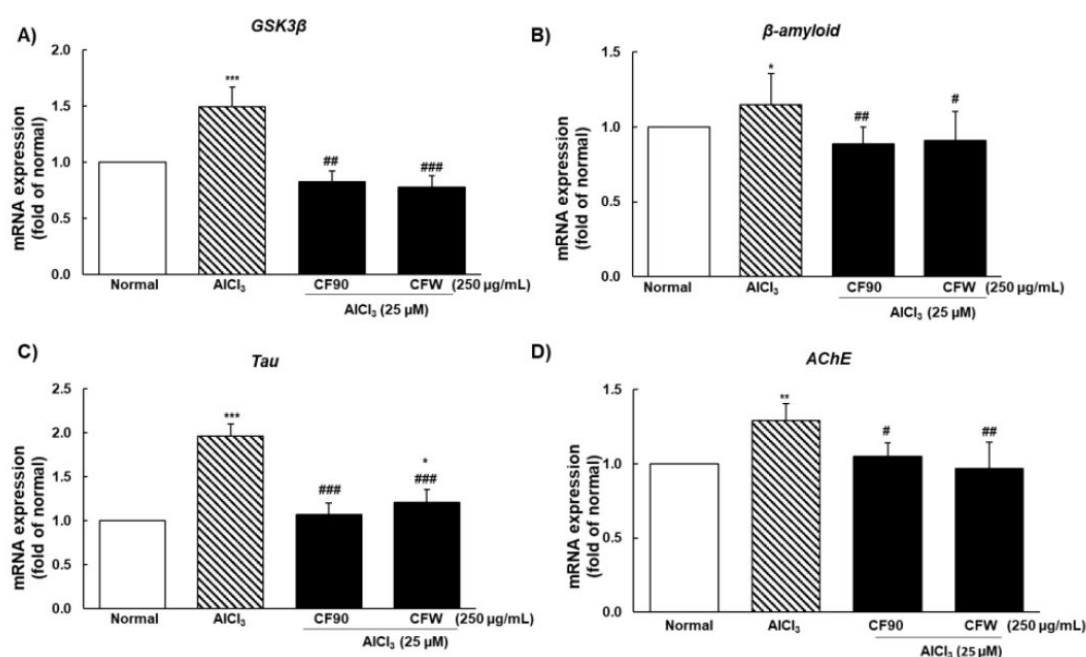 A)
GSK3β
mRNA expression
(fold of normal)
2.0
1.5
1.0
0.5
0.0
***
##
###
Normal
AlCl₃
CF90
CFW
(250 µg/mL)
AlCl₃ (25 µM)
B)
β-amyloid
mRNA expression
(fold of normal)
1.5
1.0
0.5
0.0
*
##
#
Normal
AlCl₃
CF90
CFW
(250 µg/mL)
AlCl₃ (25 µM)
C)
Tau
mRNA expression
(fold of normal)
2.5
2.0
1.5
1.0
0.5
0.0
***
###
*
###
Normal
AlCl₃
CF90
CFW
(250 µg/mL)
AlCl₃ (25 µM)
D)
AChE
mRNA expression
(fold of normal)
1.5
1.0
0.5
0.0
**
#
##
Normal
AlCl₃
CF90
CFW
(250 µg/mL)
AlCl₃ (25 µM)